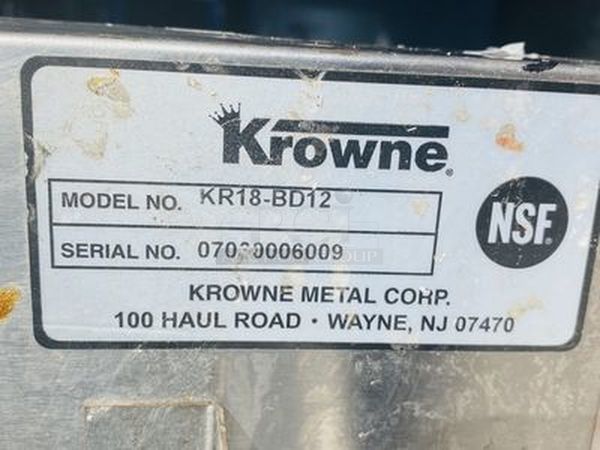 Krowne®
MODEL NO. KR18-BD12
SERIAL NO.
NSF®
KROWNE METAL CORP.
100 HAUL ROAD • WAYNE, NJ 07470